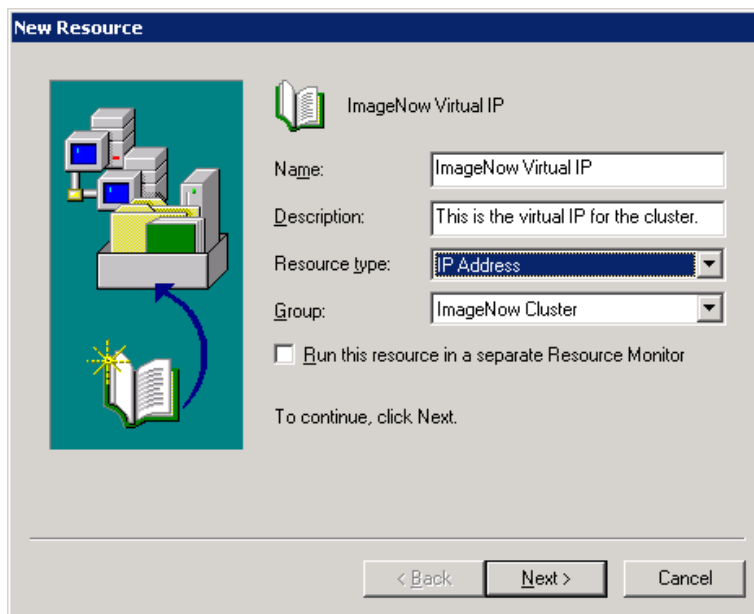 New Resource
ImageNow Virtual IP
Name: ImageNow Virtual IP
Description: This is the virtual IP for the cluster.
Resource type: IP Address
Group: ImageNow Cluster
Run this resource in a separate Resource Monitor
To continue, click Next.
< Back Next > Cancel